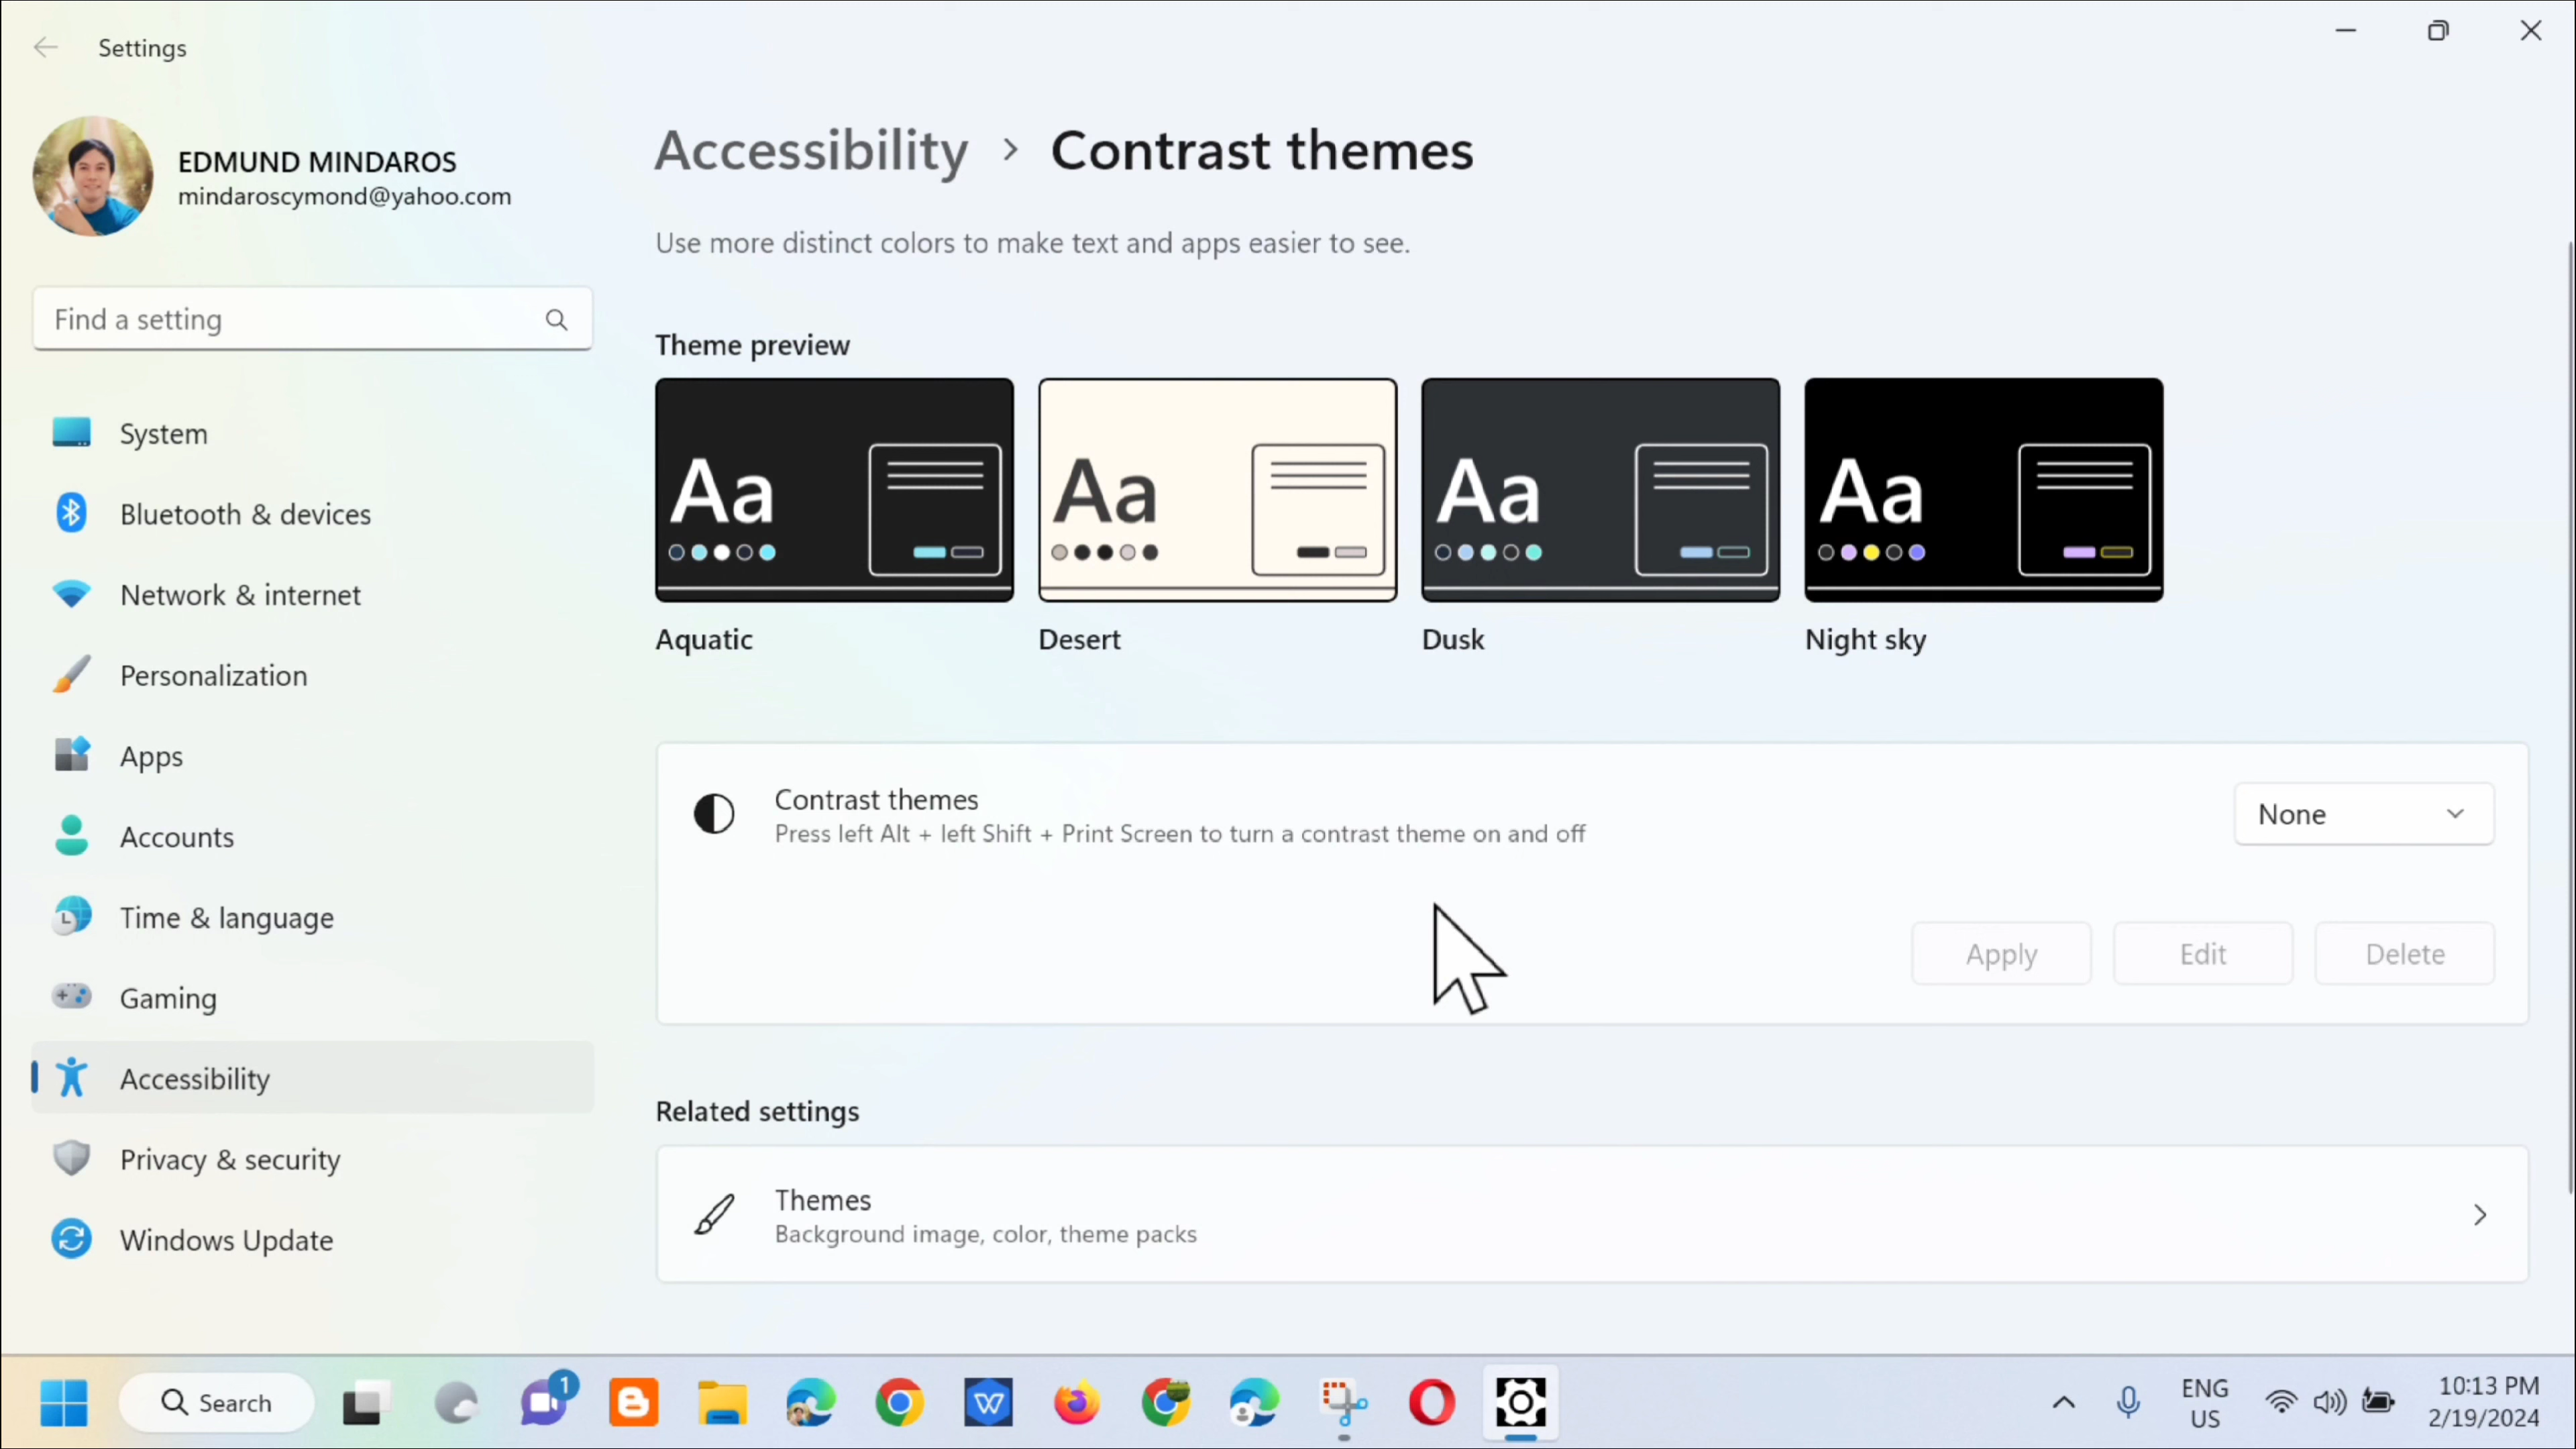 Settings
EDMUND MINDAROS
mindaroscymond@yahoo.com
Find a setting
System
Bluetooth & devices
Network & internet
Personalization
Apps
Accounts
Time & language
Gaming
Accessibility
Privacy & security
Windows Update
Accessibility > Contrast themes
Use more distinct colors to make text and apps easier to see.
Theme preview
Aa
Aa
Aa
Aa
Aquatic
Desert
Dusk
Night sky
Contrast themes
Press left Alt + left Shift + Print Screen to turn a contrast theme on and off
None
Apply
Edit
Delete
Related settings
Themes
Background image, color, theme packs
Search
1
W
ENG
US
10:13 PM
2/19/2024